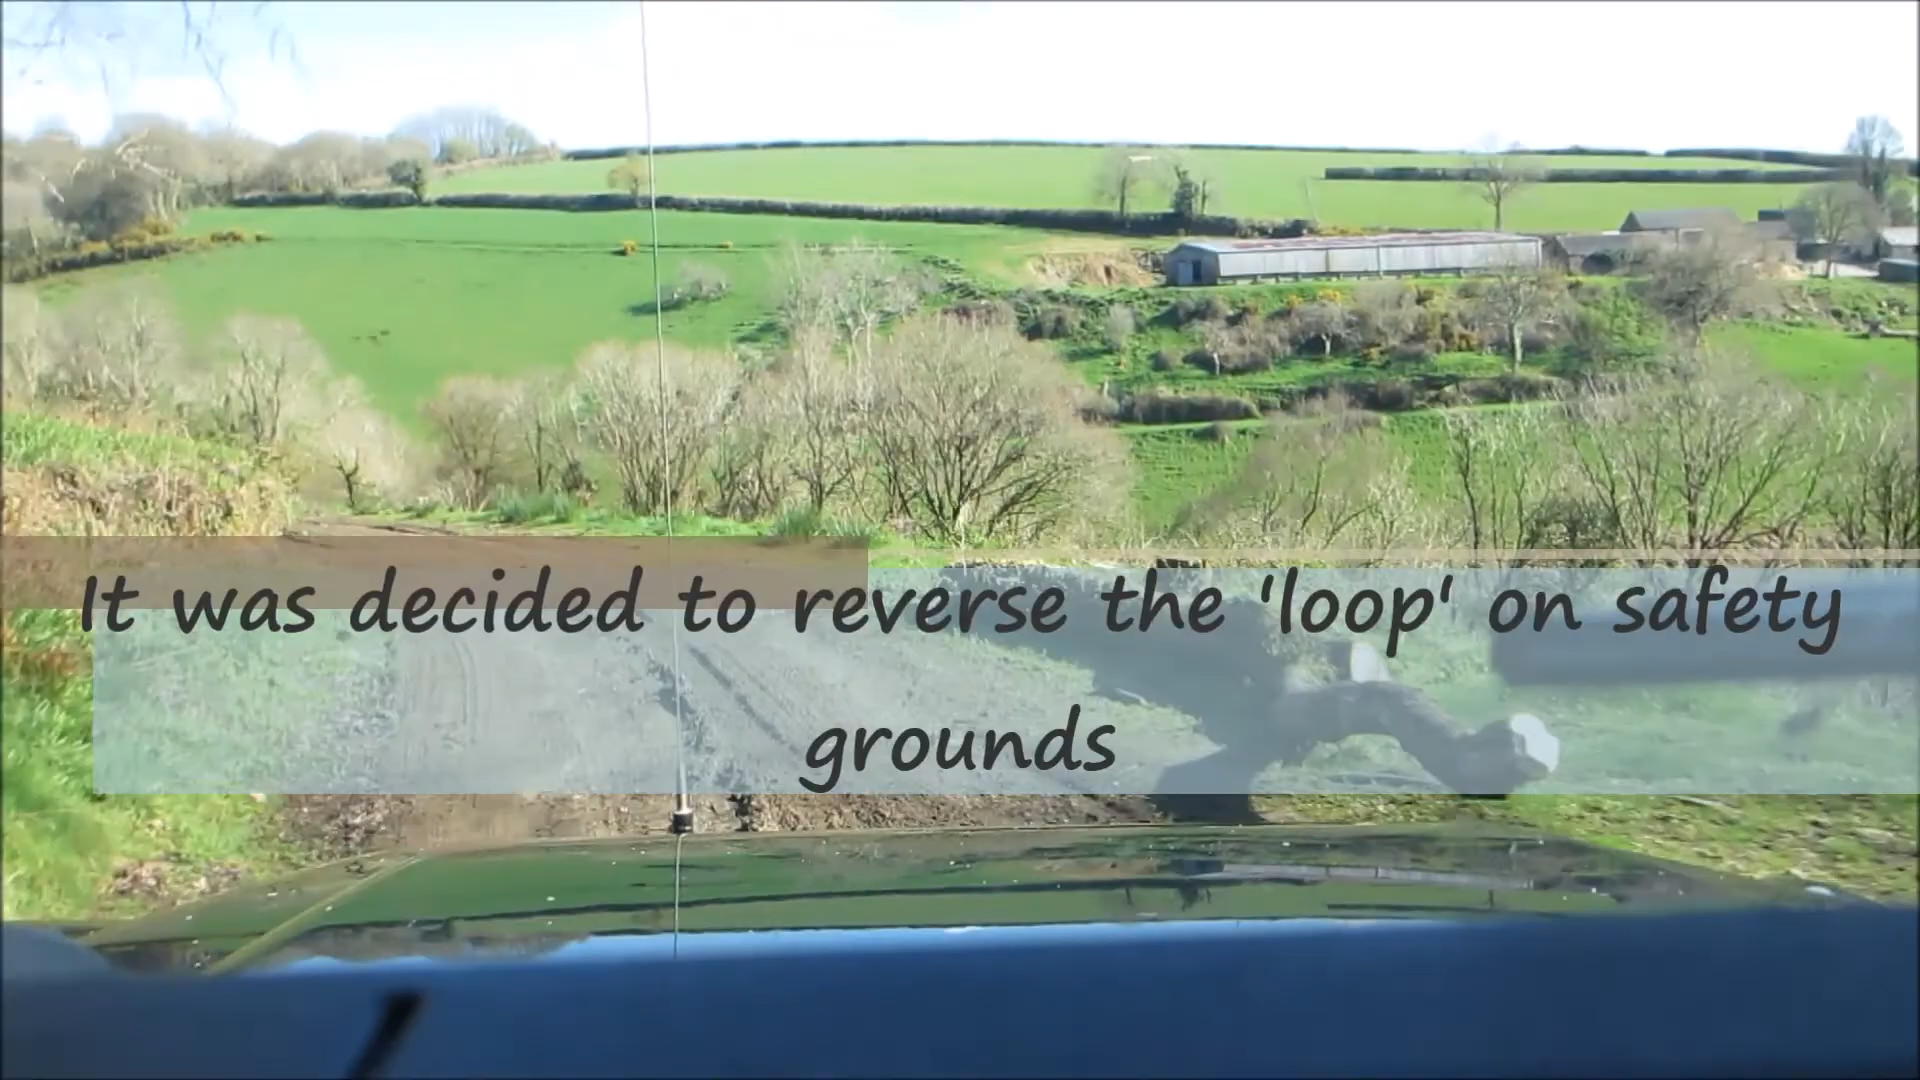 It was decided to reverse the 'loop' on safety
grounds